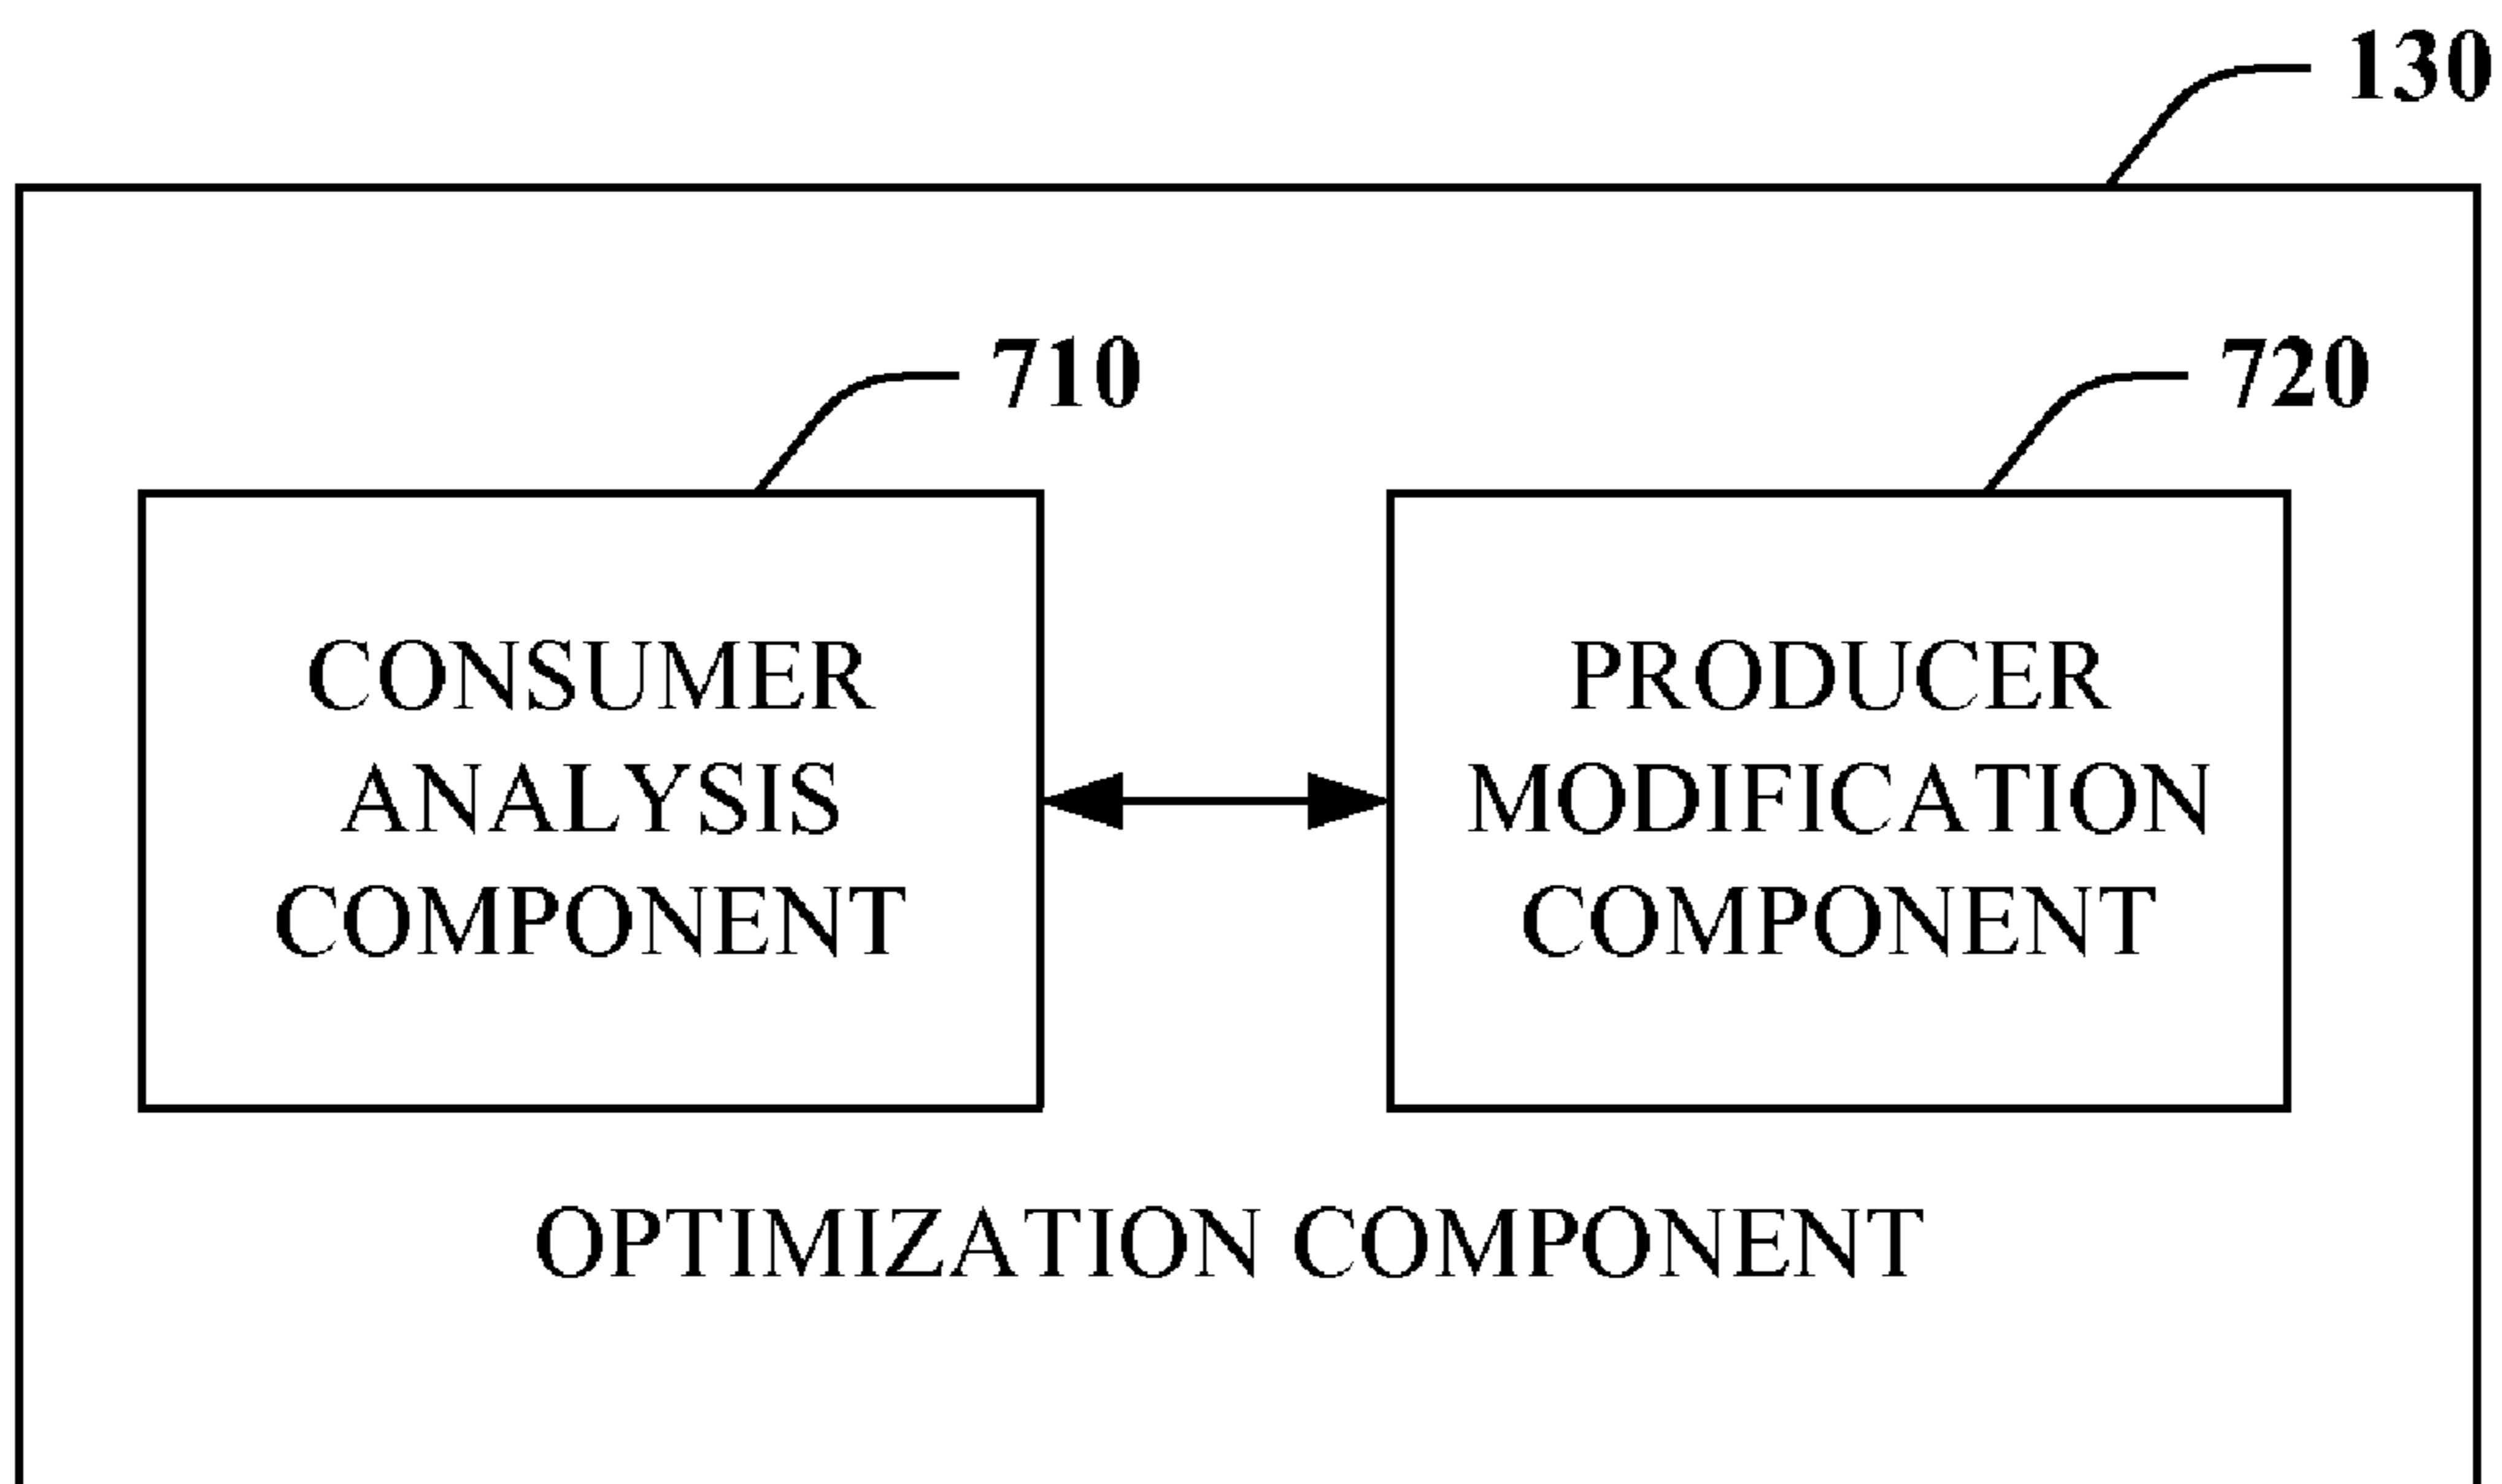 130
710
720
CONSUMER
ANALYSIS
COMPONENT
PRODUCER
MODIFICATION
COMPONENT
OPTIMIZATION COMPONENT